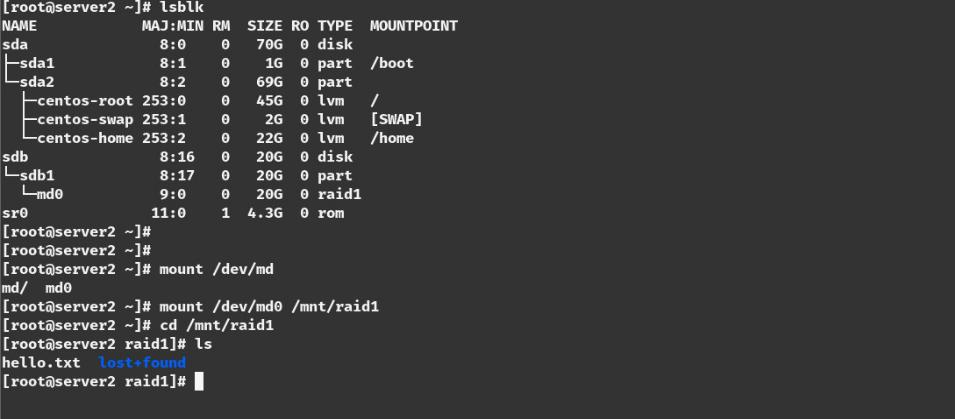 [root@server2 ~]# lsblk
NAME            MAJ:MIN RM  SIZE RO TYPE  MOUNTPOINT
sda               8:0    0   70G  0 disk
├─sda1            8:1    0    1G  0 part  /boot
└─sda2            8:2    0   69G  0 part
  ├─centos-root 253:0    0   45G  0 lvm   /
  ├─centos-swap 253:1    0    2G  0 lvm   [SWAP]
  └─centos-home 253:2    0   22G  0 lvm   /home
sdb               8:16   0   20G  0 disk
└─sdb1            8:17   0   20G  0 part
  └─md0           9:0    0   20G  0 raid1
sr0              11:0    1  4.3G  0 rom
[root@server2 ~]#
[root@server2 ~]#
[root@server2 ~]# mount /dev/md
md/  md0
[root@server2 ~]# mount /dev/md0 /mnt/raid1
[root@server2 ~]# cd /mnt/raid1
[root@server2 raid1]# ls
hello.txt  lost+found
[root@server2 raid1]#